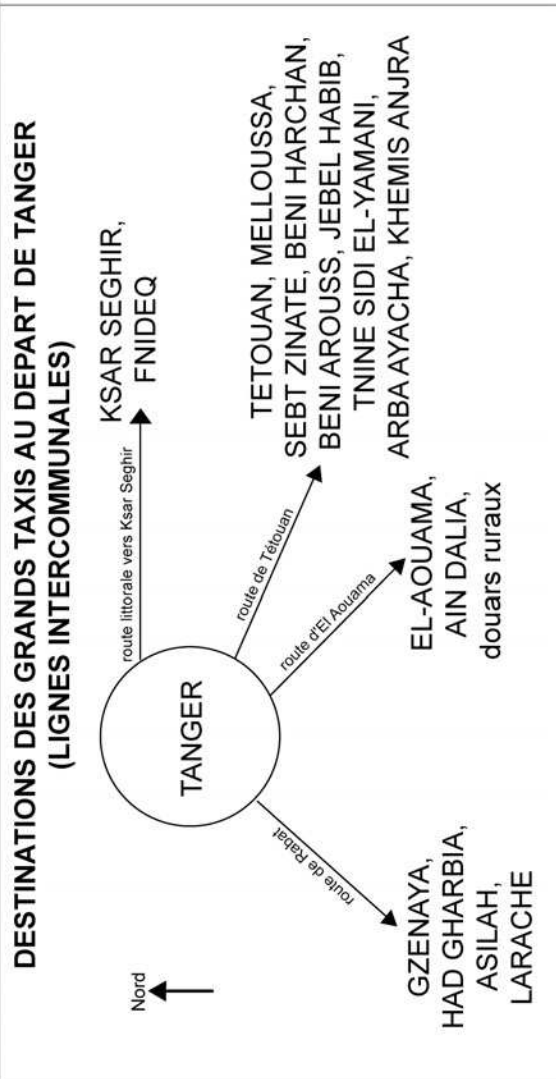 DESTINATIONS DES GRANDS TAXIS AU DEPART DE TANGER
(LIGNES INTERCOMMUNALES)
Nord
TANGER
route littorale vers Ksar Seghir
KSAR SEGHIR,
FNIDEQ
route de Tétouan
TETOUAN, MELLOUSSA,
SEBT ZINATE, BENI HARCHAN,
BENI AROUSS, JEBEL HABIB,
TNINE SIDI EL-YAMANI,
ARBA AYACHA, KHEMIS ANJRA
route d'El Aouama
EL-AOUAMA,
AIN DALIA,
douars ruraux
route de Rabat
GZENAYA,
HAD GHARBIA,
ASILAH,
LARACHE